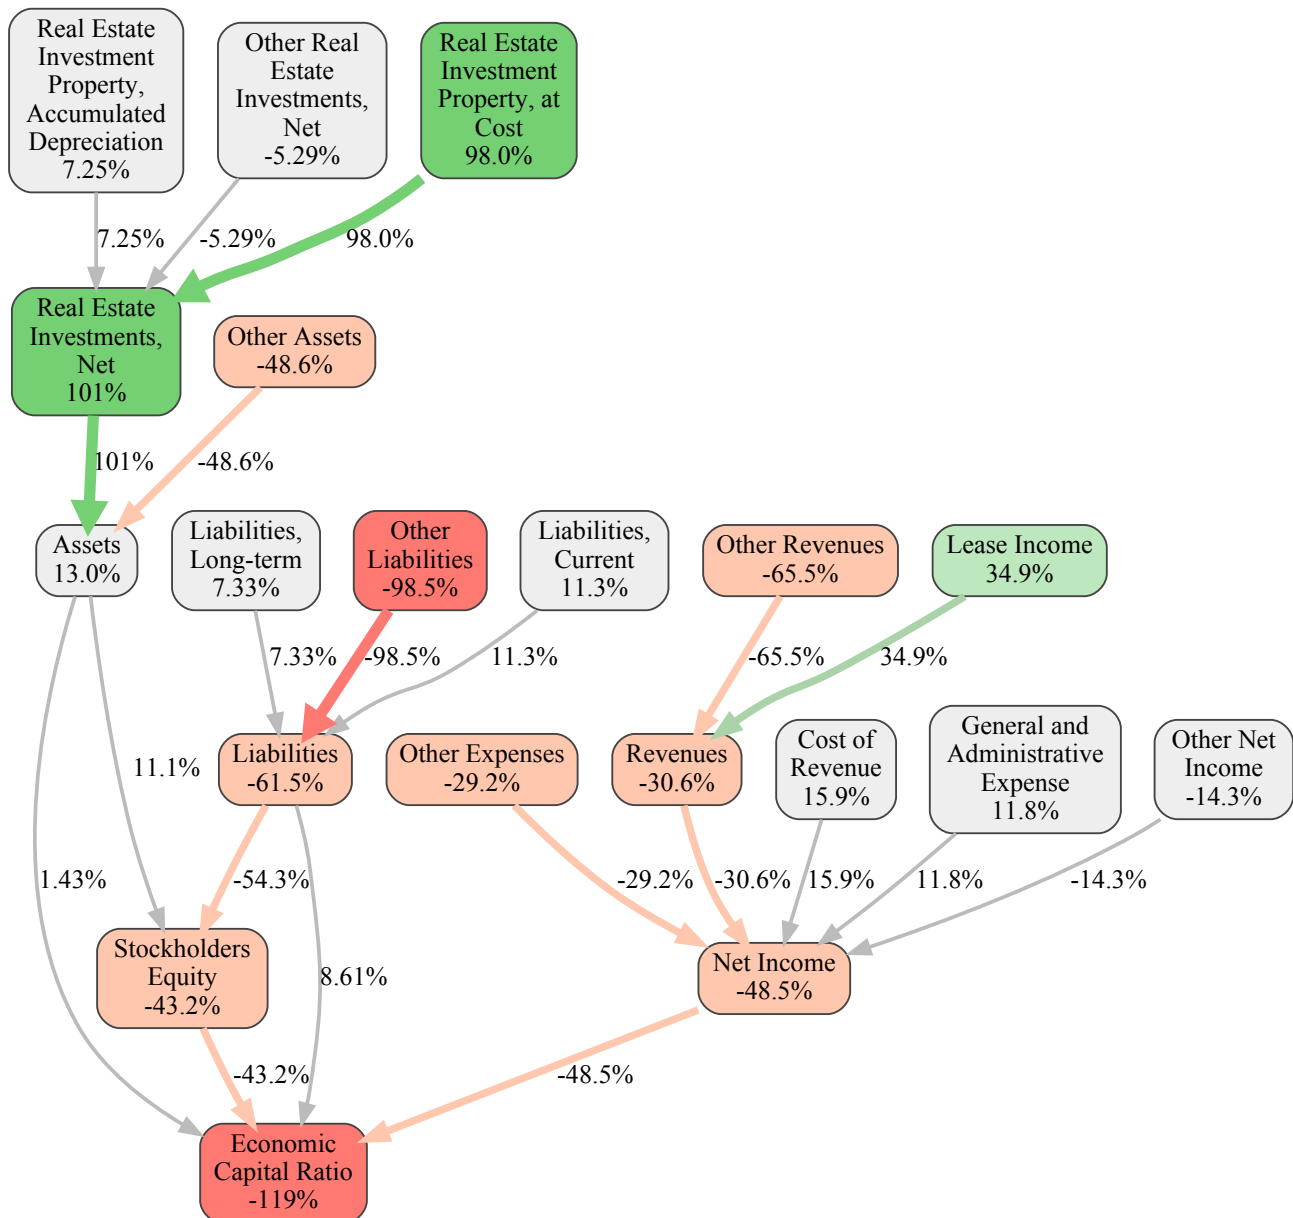 Real Estate
Investment
Property,
Accumulated
Depreciation
7.25%
Other Real
Estate
Investments,
Net
-5.29%
Real Estate
Investment
Property, at
Cost
98.0%
7.25%
-5.29%
98.0%
Real Estate
Investments,
Net
101%
Other Assets
-48.6%
101%
-48.6%
Assets
13.0%
Liabilities,
Long-term
7.33%
Other
Liabilities
-98.5%
Liabilities,
Current
11.3%
Other Revenues
-65.5%
Lease Income
34.9%
7.33%
-98.5%
11.3%
-65.5%
34.9%
11.1%
Liabilities
-61.5%
Other Expenses
-29.2%
Revenues
-30.6%
Cost of
Revenue
15.9%
General and
Administrative
Expense
11.8%
Other Net
Income
-14.3%
1.43%
-54.3%
-29.2%
-30.6%
15.9%
11.8%
-14.3%
Stockholders
Equity
-43.2%
8.61%
Net Income
-48.5%
-43.2%
-48.5%
Economic
Capital Ratio
-119%